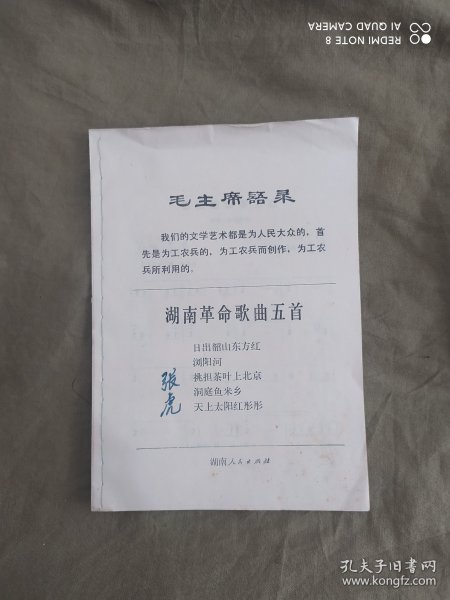 REDMI NOTE 8
AI QUAD CAMERA
毛主席语录
我们的文学艺术都是为人民大众的，首
先是为工农兵的，为工农兵而创作，为工农
兵所利用的。
湖南革命歌曲五首
日出韶山东方红
浏阳河
挑担茶叶上北京
洞庭鱼米乡
天上太阳红彤彤
张虎
湖南人民出版社
孔夫子旧书网
www.kongfz.com